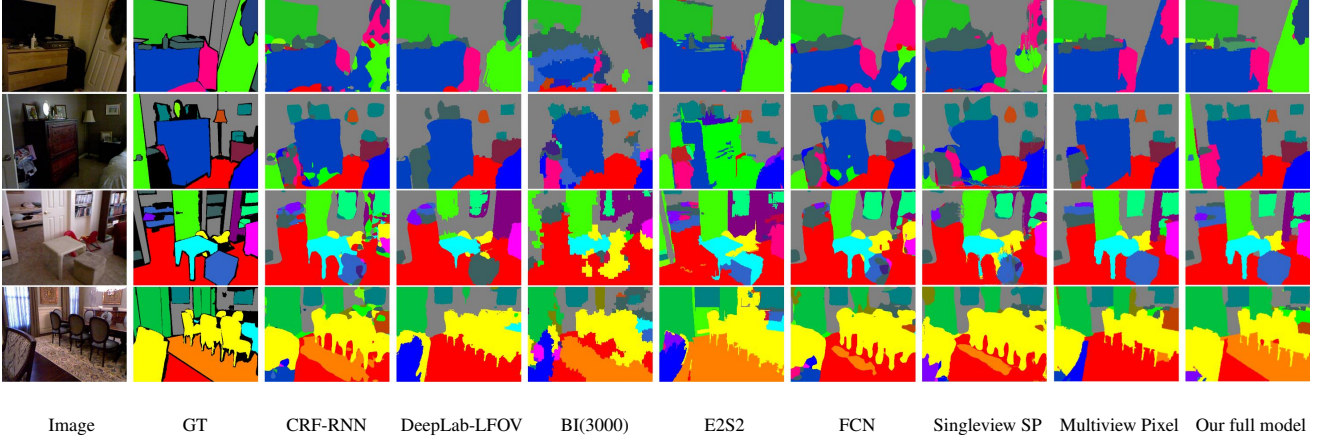 Image GT CRF-RNN DeepLab-LFOV BI(3000) E2S2 FCN Singleview SP Multiview Pixel Our full model